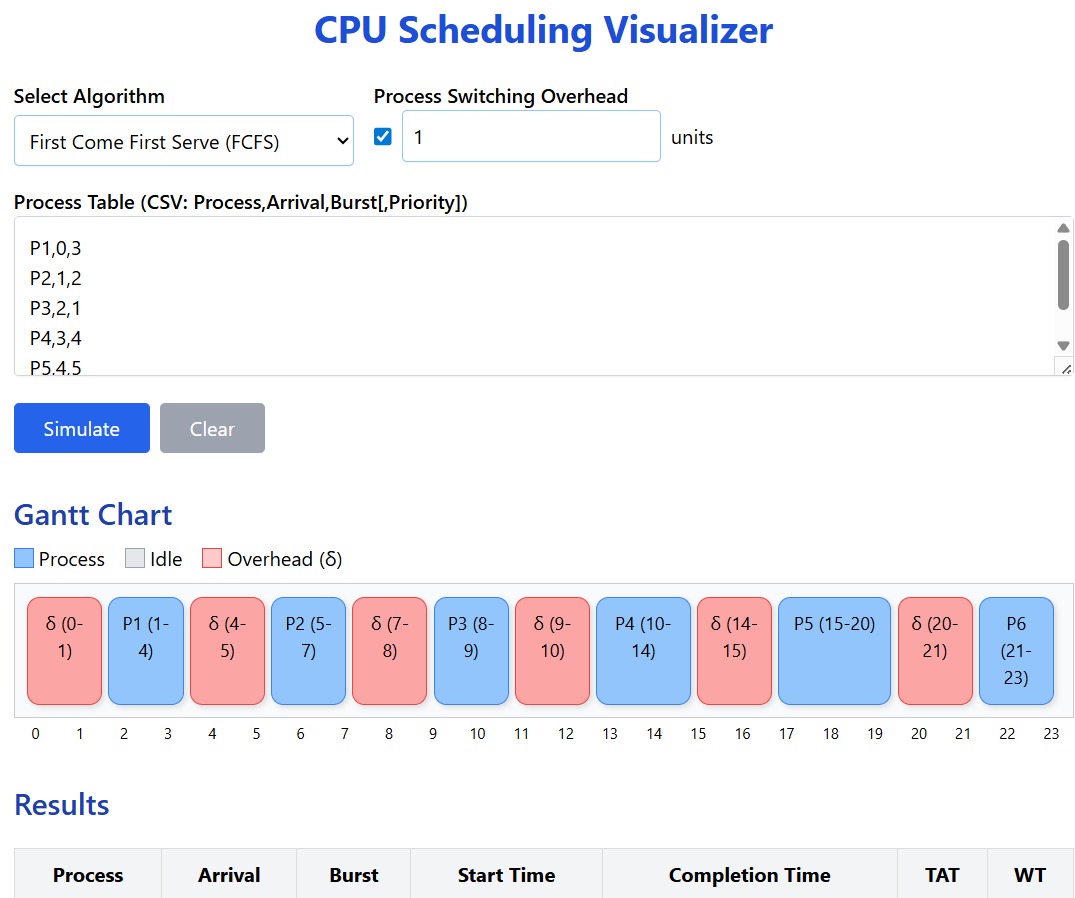 CPU Scheduling Visualizer
Select Algorithm
Process Switching Overhead
First Come First Serve (FCFS)
1
units
Process Table (CSV: Process,Arrival,Burst[,Priority])
P1,0,3
P2,1,2
P3,2,1
P4,3,4
P5,4,5
Simulate
Clear
Gantt Chart
Process
Idle
Overhead (δ)
δ (0-
1)
P1 (1-
4)
δ (4-
5)
P2 (5-
7)
δ (7-
8)
P3 (8-
9)
δ (9-
10)
P4 (10-
14)
δ (14-
15)
P5 (15-20)
δ (20-
21)
P6
(21-
23)
0 1 2 3 4 5 6 7 8 9 10 11 12 13 14 15 16 17 18 19 20 21 22 23
Results
Process Arrival Burst Start Time Completion Time TAT WT